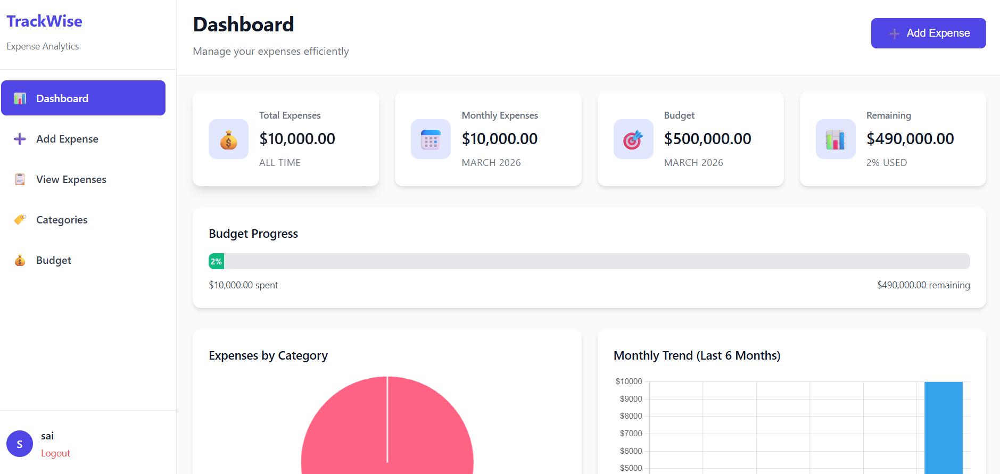 TrackWise
Expense Analytics
Dashboard
Add Expense
View Expenses
Categories
Budget
S
sai
Logout
Dashboard
Manage your expenses efficiently
Add Expense
Total Expenses
$10,000.00
ALL TIME
Monthly Expenses
$10,000.00
MARCH 2026
Budget
$500,000.00
MARCH 2026
Remaining
$490,000.00
2% USED
Budget Progress
2%
$10,000.00 spent
$490,000.00 remaining
Expenses by Category
Monthly Trend (Last 6 Months)
$10000
$9000
$8000
$7000
$6000
$5000